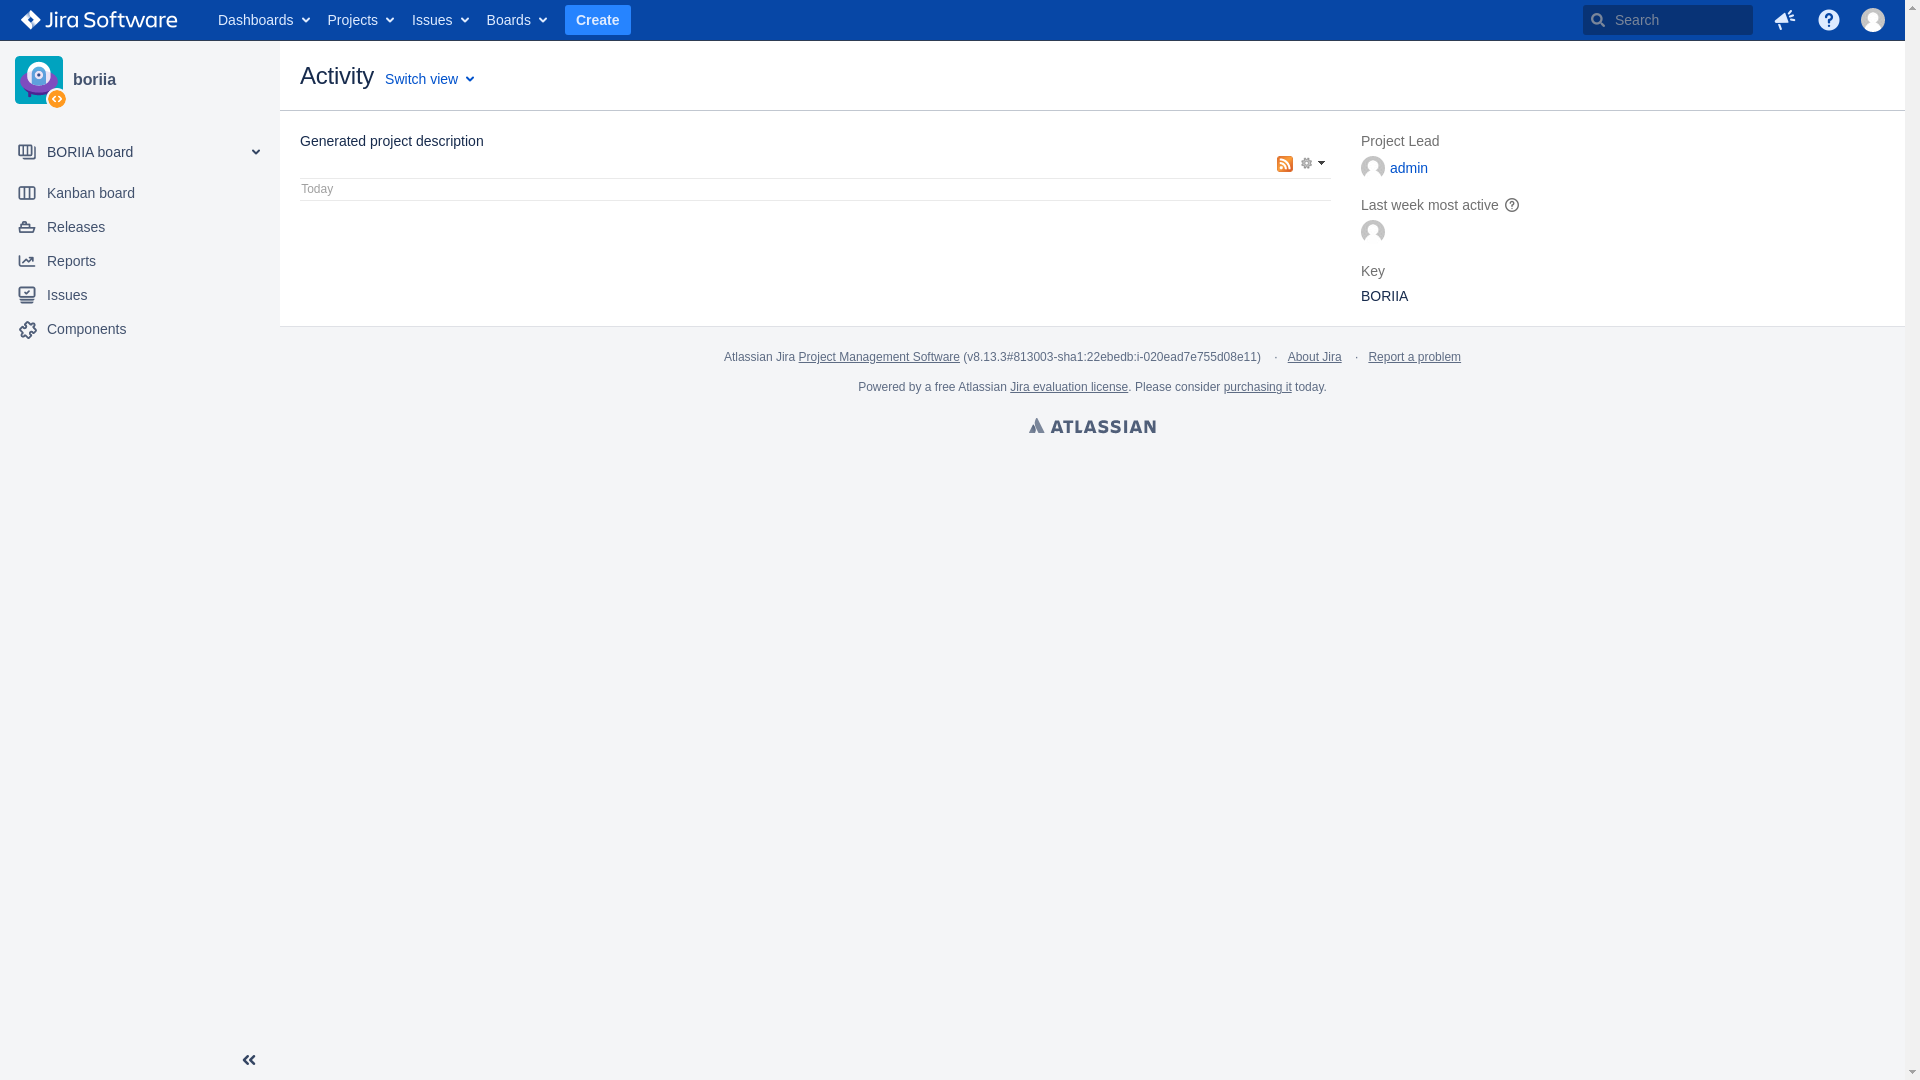 Jira Software Dashboards Projects Issues Boards Create Search
boriia
BORIIA board
Kanban board
Releases
Reports
Issues
Components
Activity Switch view
Generated project description
Today
Project Lead
admin
Last week most active
Key
BORIIA
Atlassian Jira Project Management Software (v8.13.3#813003-sha1:22ebedb:i-020ead7e755d08e11) · About Jira · Report a problem
Powered by a free Atlassian Jira evaluation license. Please consider purchasing it today.
ATLASSIAN